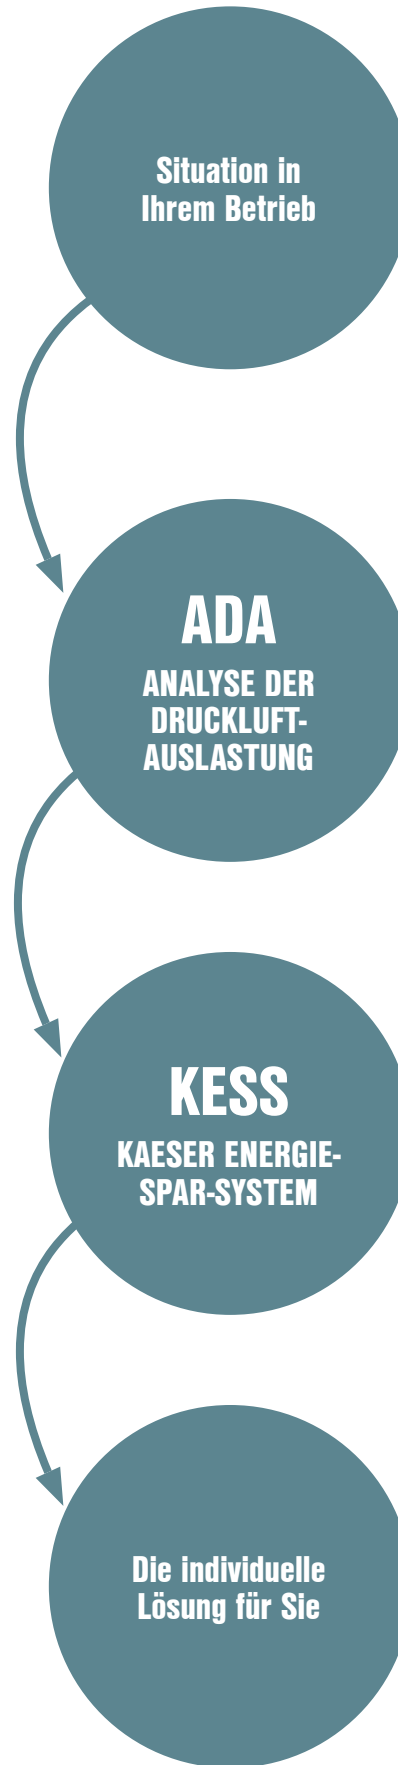 Situation in
Ihrem Betrieb
ADA
ANALYSE DER
DRUCKLUFT-
AUSLASTUNG
KESS
KAESER ENERGIE-
SPAR-SYSTEM
Die individuelle
Lösung für Sie